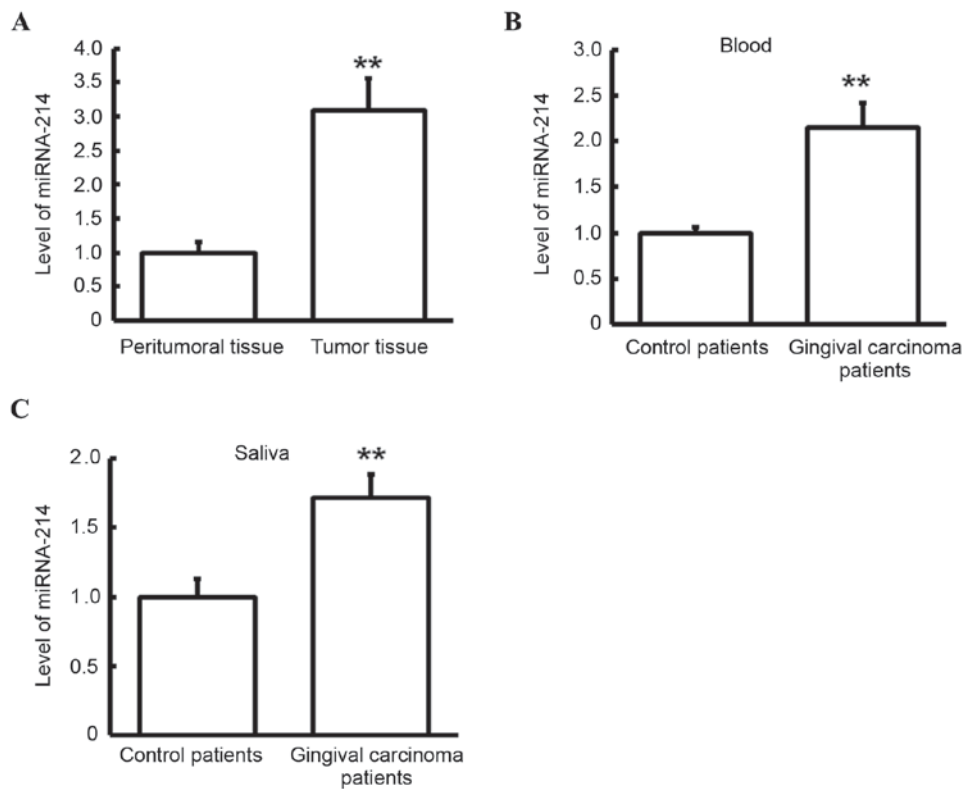 A
Level of miRNA-214
4.0
3.5
3.0
2.5
2.0
1.5
1.0
0.5
0
**
Peritumoral tissue
Tumor tissue
B
Blood
Level of miRNA-214
3.0
2.5
2.0
1.5
1.0
0.5
0
**
Control patients
Gingival carcinoma
patients
C
Saliva
Level of miRNA-214
2.0
1.5
1.0
0.5
0
**
Control patients
Gingival carcinoma
patients